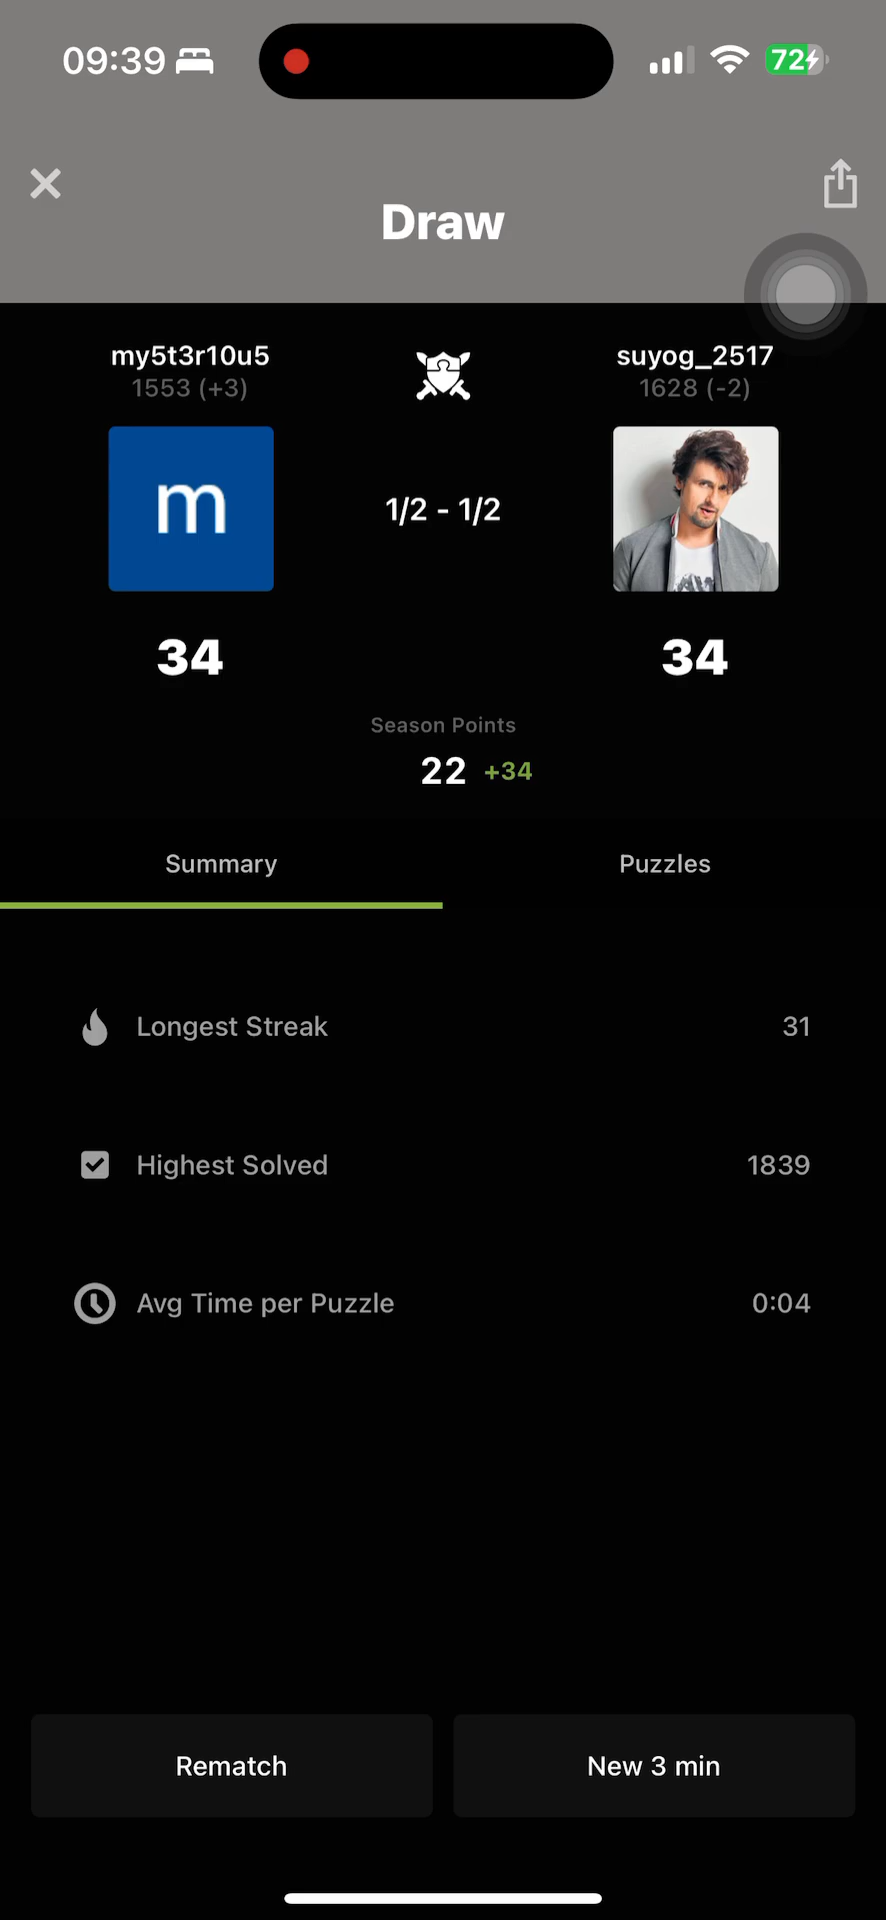 09:39
72
Draw
my5t3r10u5
1553 (+3)
suyog_2517
1628 (-2)
m
1/2 - 1/2
34
34
Season Points
22 +34
Summary
Puzzles
Longest Streak 31
Highest Solved 1839
Avg Time per Puzzle 0:04
Rematch
New 3 min